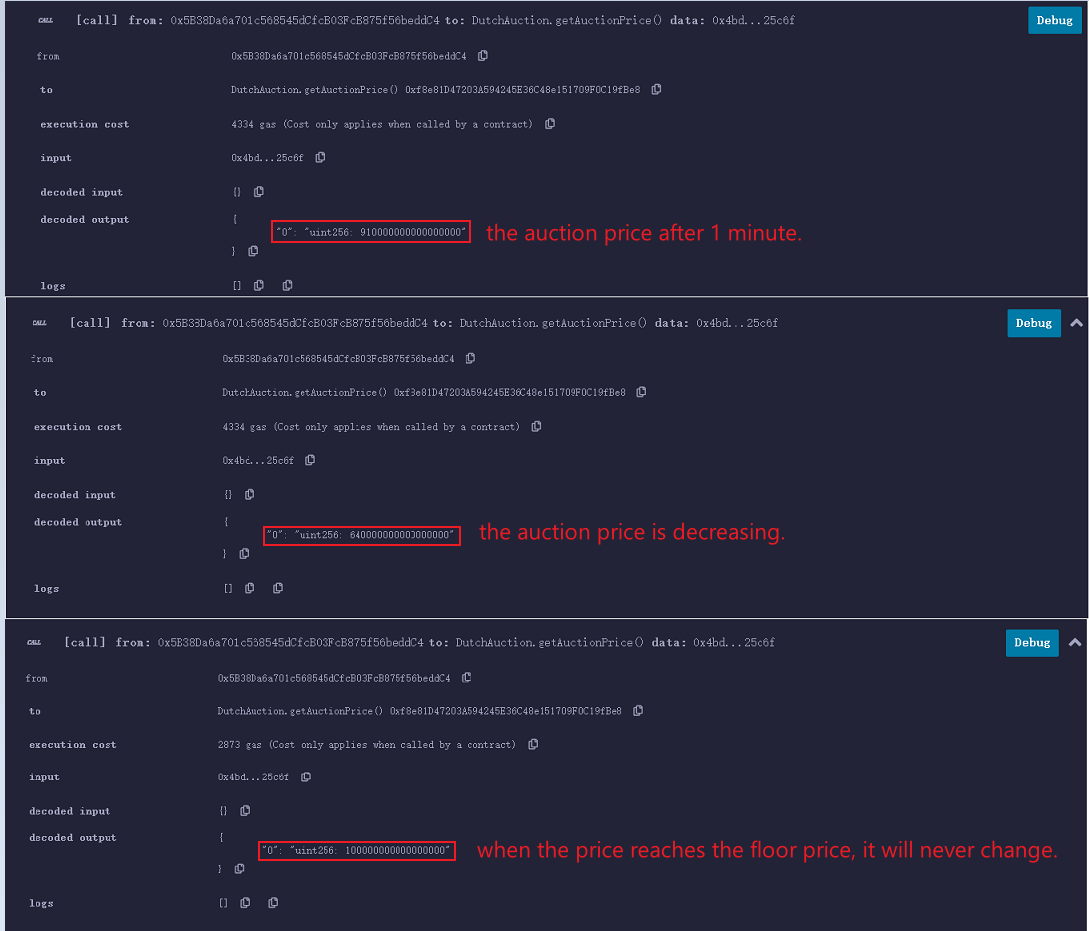 CALL [call] from: 0x5B38Da6a701c568545dCfcB03FcB875f56beddC4 to: DutchAuction.getAuctionPrice() data: 0x4bd...25c6f Debug
from 0x5B38Da6a701c568545dCfcB03FcB875f56beddC4
to DutchAuction.getAuctionPrice() 0xf8e81D47203A594245E36C48e151709F0C19fBe8
execution cost 4334 gas (Cost only applies when called by a contract)
input 0x4bd...25c6f
decoded input {}
decoded output {
"0": "uint256: 910000000000000000" the auction price after 1 minute.
}
logs []
CALL [call] from: 0x5B38Da6a701c568545dCfcB03FcB875f56beddC4 to: DutchAuction.getAuctionPrice() data: 0x4bd...25c6f Debug
from 0x5B38Da6a701c568545dCfcB03FcB875f56beddC4
to DutchAuction.getAuctionPrice() 0xf8e81D47203A594245E36C48e151709F0C19fBe8
execution cost 4334 gas (Cost only applies when called by a contract)
input 0x4bd...25c6f
decoded input {}
decoded output {
"0": "uint256: 640000000000000000" the auction price is decreasing.
}
logs []
CALL [call] from: 0x5B38Da6a701c568545dCfcB03FcB875f56beddC4 to: DutchAuction.getAuctionPrice() data: 0x4bd...25c6f Debug
from 0x5B38Da6a701c568545dCfcB03FcB875f56beddC4
to DutchAuction.getAuctionPrice() 0xf8e81D47203A594245E36C48e151709F0C19fBe8
execution cost 2873 gas (Cost only applies when called by a contract)
input 0x4bd...25c6f
decoded input {}
decoded output {
"0": "uint256: 100000000000000000" when the price reaches the floor price, it will never change.
}
logs []